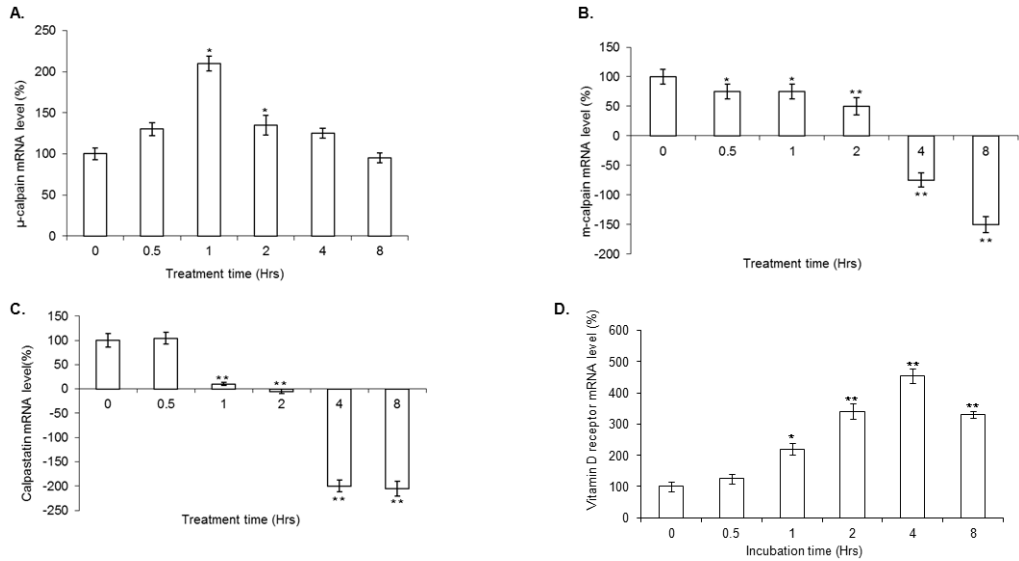 A.
μ-calpain mRNA level (%)
250
200
150
100
50
0
*
*
0 0.5 1 2 4 8
Treatment time (Hrs)
B.
m-calpain mRNA level (%)
150
100
50
0
-50
-100
-150
-200
* * **
0 0.5 1 2 4 8
**
**
Treatment time (Hrs)
C.
Calpastatin mRNA level(%)
150
100
50
0
-50
-100
-150
-200
-250
** **
0 0.5 1 2 4 8
** **
Treatment time (Hrs)
D.
Vitamin D receptor mRNA level (%)
600
500
400
300
200
100
0
* ** ** **
0 0.5 1 2 4 8
Incubation time (Hrs)